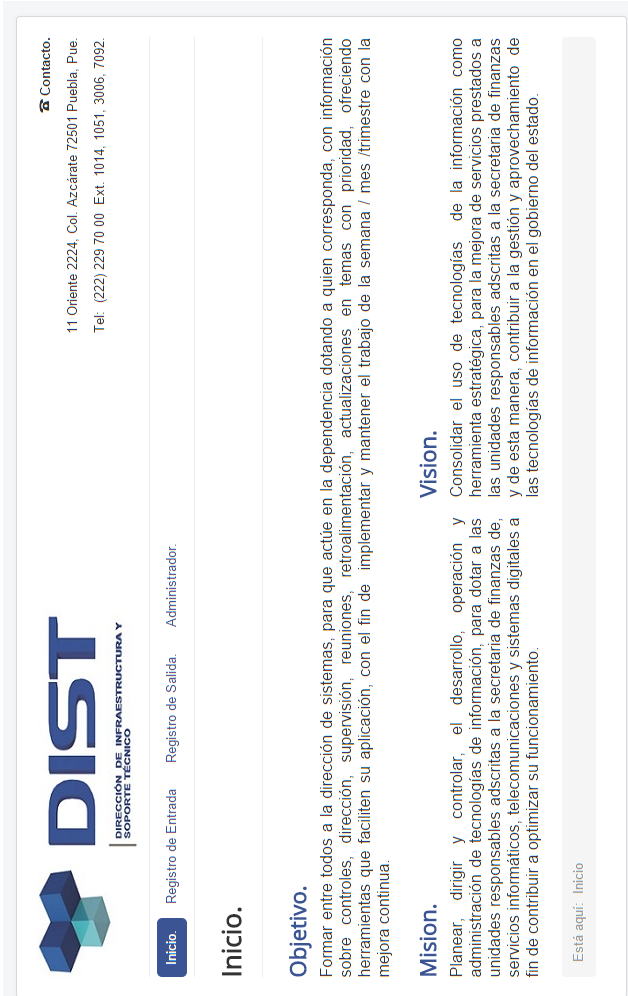 DIST
DIRECCIÓN DE INFRAESTRUCTURA Y
SOPORTE TÉCNICO
☎ Contacto.
11 Oriente 2224, Col. Azcárate 72501 Puebla, Pue.
Tel: (222) 229 70 00 Ext. 1014, 1051, 3006, 7092.
Inicio. Registro de Entrada Registro de Salida. Administrador.
Inicio.
Objetivo.
Formar entre todos a la dirección de sistemas, para que actúe en la dependencia dotando a quien corresponda, con información
sobre controles, dirección, supervisión, reuniones, retroalimentación, actualizaciones en temas con prioridad, ofreciendo
herramientas que faciliten su aplicación, con el fin de implementar y mantener el trabajo de la semana / mes /trimestre con la
mejora continua.
Mision.
Planear, dirigir y controlar, el desarrollo, operación y
administración de tecnologías de información, para dotar a las
unidades responsables adscritas a la secretaria de finanzas de,
servicios informáticos, telecomunicaciones y sistemas digitales a
fin de contribuir a optimizar su funcionamiento.
Vision.
Consolidar el uso de tecnologías de la información como
herramienta estratégica, para la mejora de servicios prestados a
las unidades responsables adscritas a la secretaria de finanzas
y de esta manera, contribuir a la gestión y aprovechamiento de
las tecnologías de información en el gobierno del estado.
Está aquí: Inicio